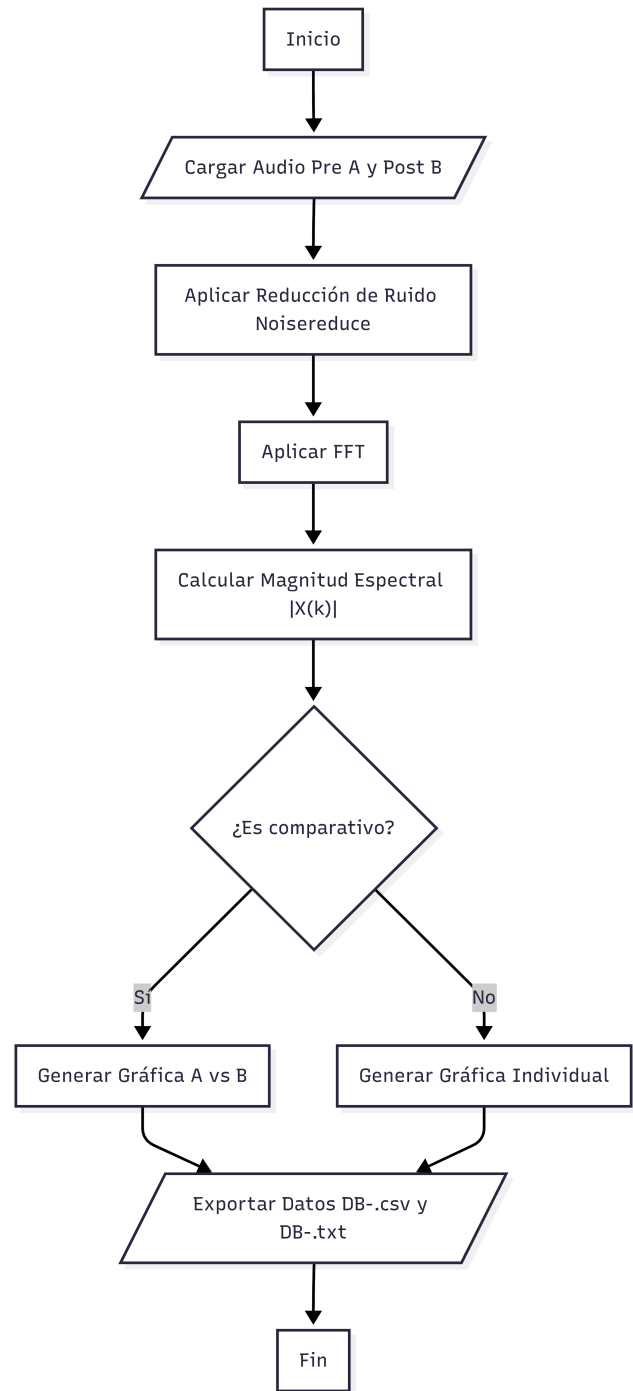 Inicio
Cargar Audio Pre A y Post B
Aplicar Reducción de Ruido
Noisereduce
Aplicar FFT
Calcular Magnitud Espectral
|X(k)|
¿Es comparativo?
Sí
No
Generar Gráfica A vs B
Generar Gráfica Individual
Exportar Datos DB-.csv y
DB-.txt
Fin